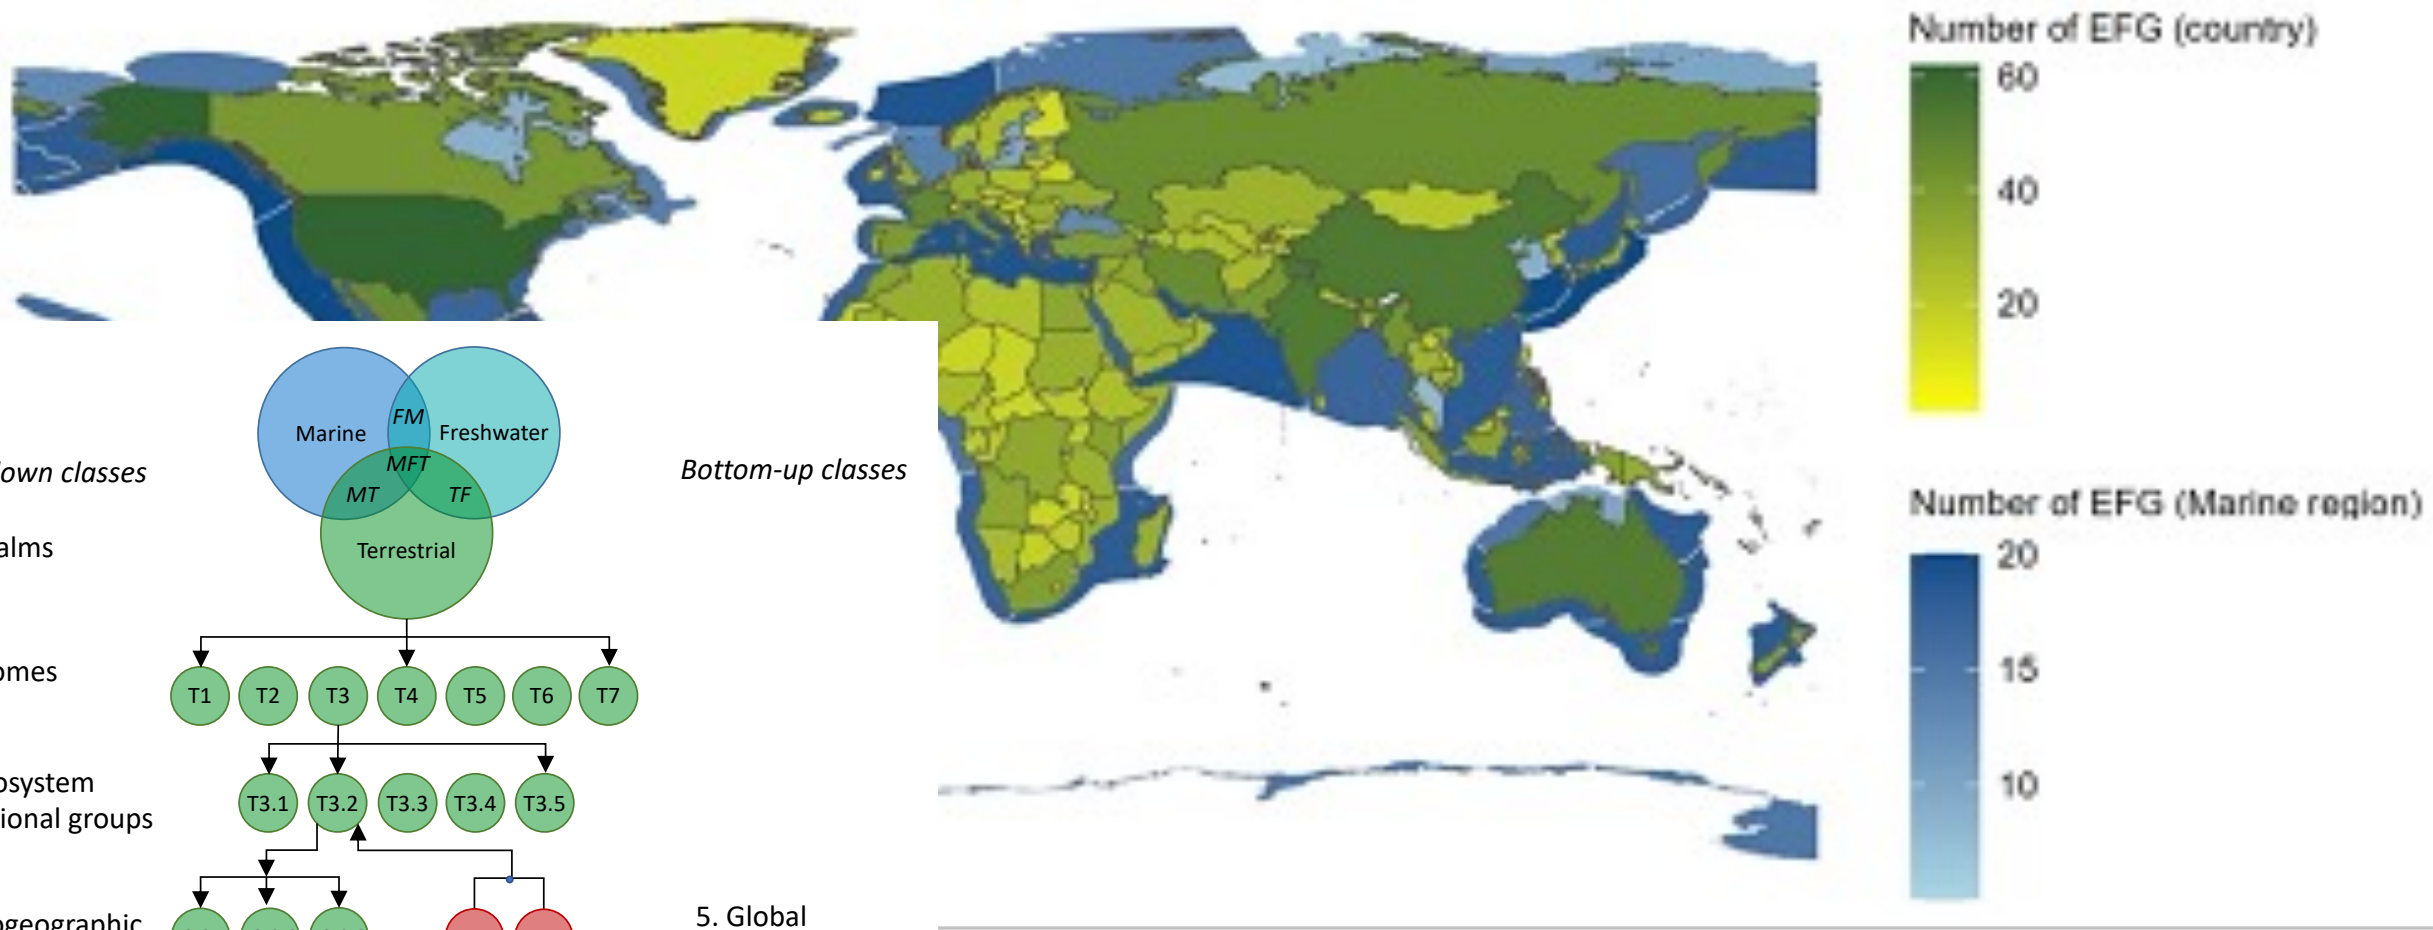 Number of EFG (country)
60
40
20
Number of EFG (Marine region)
20
15
10
own classes
Bottom-up classes
Marine
FM
Freshwater
MFT
MT
TF
Terrestrial
alms
omes
T1 T2 T3 T4 T5 T6 T7
osystem
ional groups
T3.1 T3.2 T3.3 T3.4 T3.5
ogeographic
5. Global